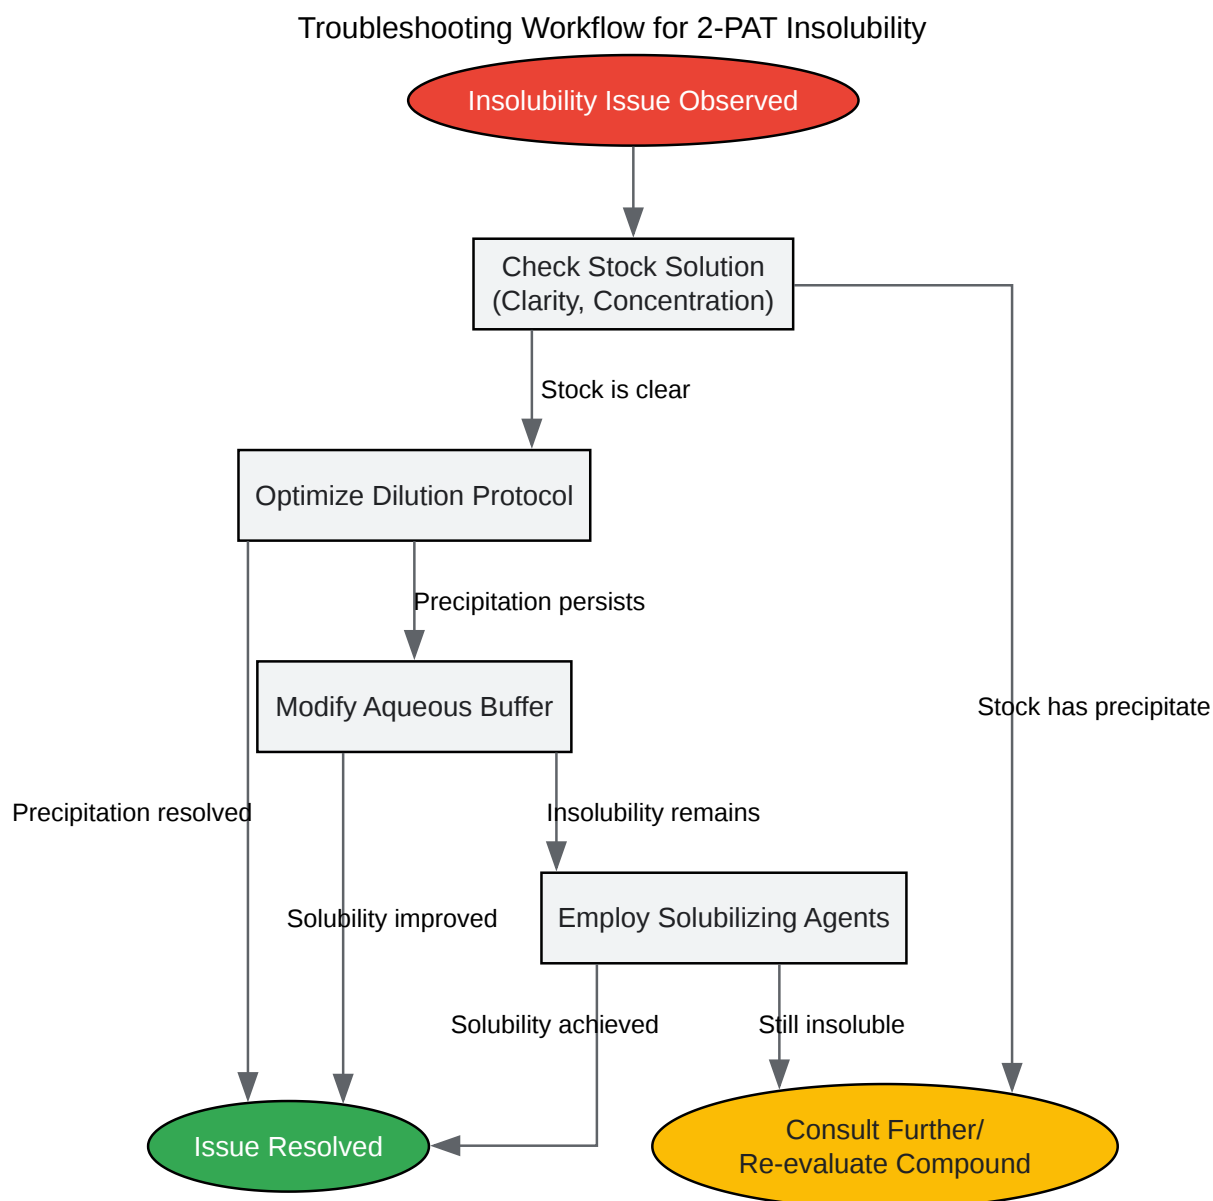 Troubleshooting Workflow for 2-PAT Insolubility
Insolubility Issue Observed
Check Stock Solution
(Clarity, Concentration)
Stock is clear
Optimize Dilution Protocol
Precipitation persists
Modify Aqueous Buffer
Stock has precipitate
Precipitation resolved
Insolubility remains
Solubility improved
Employ Solubilizing Agents
Solubility achieved
Still insoluble
Issue Resolved
Consult Further/
Re-evaluate Compound